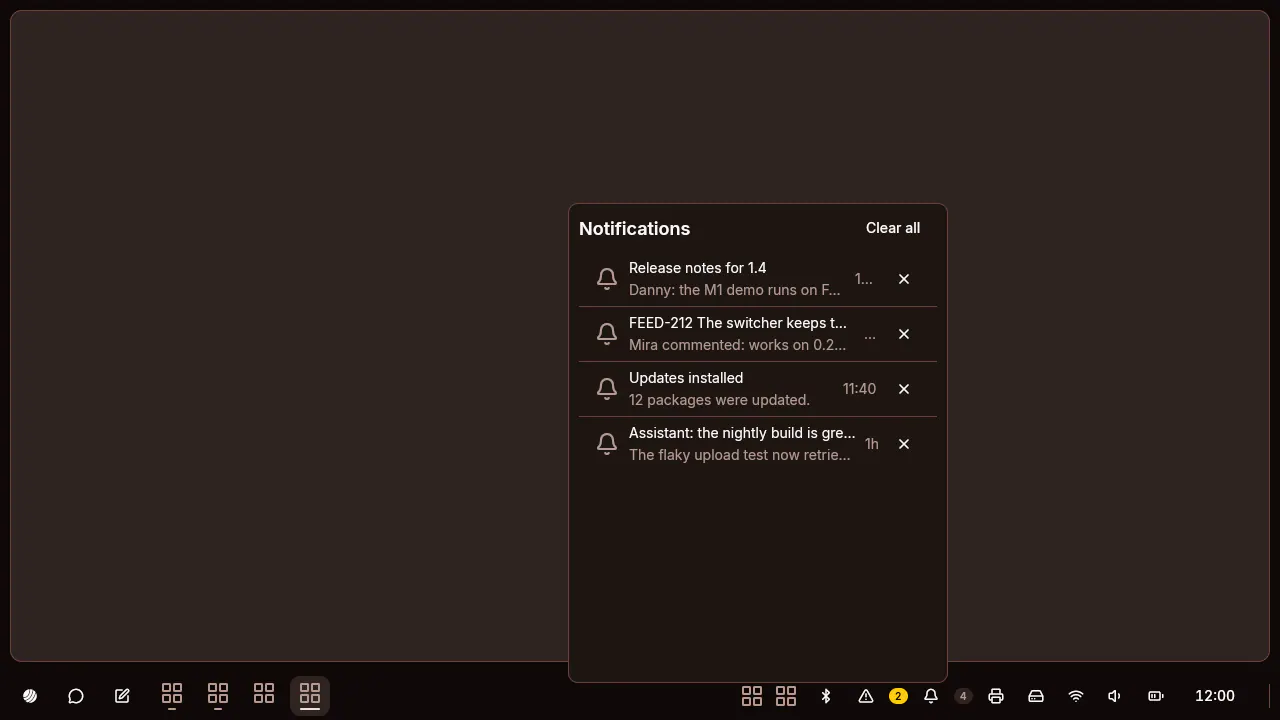 Notifications
Clear all
Release notes for 1.4
Danny: the M1 demo runs on F...
1...
FEED-212 The switcher keeps t...
Mira commented: works on 0.2...
...
Updates installed
12 packages were updated.
11:40
Assistant: the nightly build is gre...
The flaky upload test now retrie...
1h
2
4
12:00